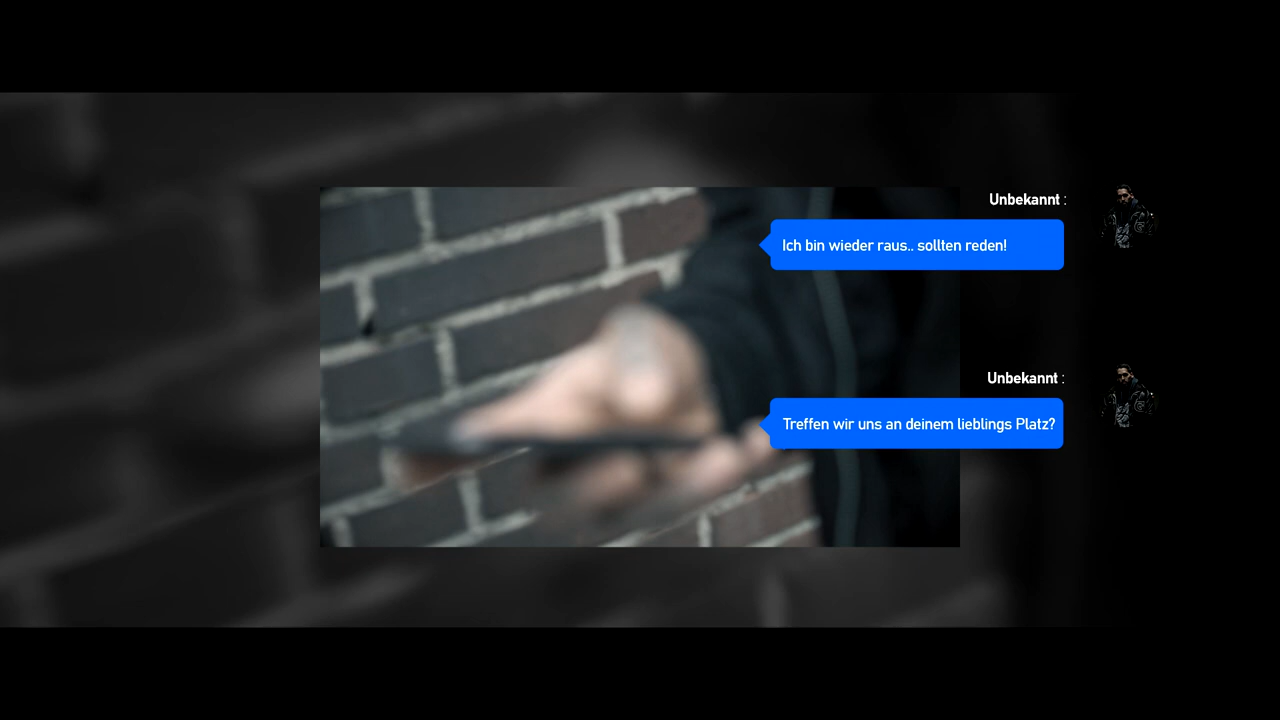 Unbekannt :
Ich bin wieder raus.. sollten reden!
Unbekannt :
Treffen wir uns an deinem lieblings Platz?